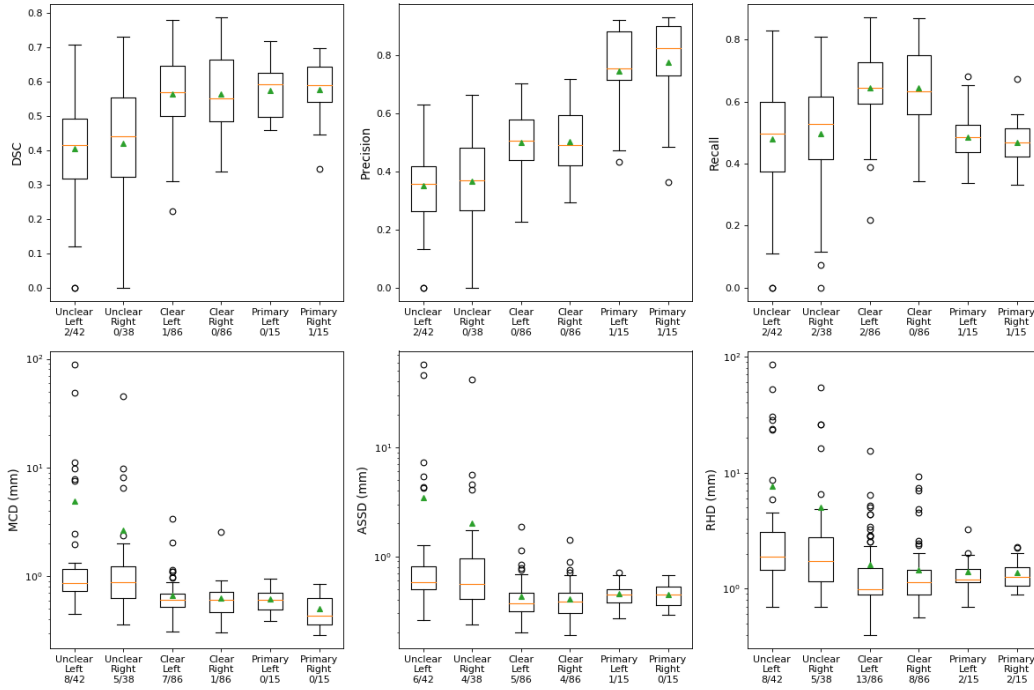 DSC
0.8
0.7
0.6
0.5
0.4
0.3
0.2
0.1
0.0
Unclear Left 2/42
Unclear Right 0/38
Clear Left 1/86
Clear Right 0/86
Primary Left 0/15
Primary Right 1/15
Precision
0.8
0.6
0.4
0.2
0.0
Unclear Left 2/42
Unclear Right 0/38
Clear Left 0/86
Clear Right 0/86
Primary Left 1/15
Primary Right 1/15
Recall
0.8
0.6
0.4
0.2
0.0
Unclear Left 2/42
Unclear Right 2/38
Clear Left 2/86
Clear Right 0/86
Primary Left 1/15
Primary Right 1/15
MCD (mm)
10²
10¹
10⁰
Unclear Left 8/42
Unclear Right 5/38
Clear Left 7/86
Clear Right 1/86
Primary Left 0/15
Primary Right 0/15
ASSD (mm)
10¹
10⁰
Unclear Left 6/42
Unclear Right 4/38
Clear Left 5/86
Clear Right 4/86
Primary Left 1/15
Primary Right 0/15
RHD (mm)
10²
10¹
10⁰
Unclear Left 8/42
Unclear Right 5/38
Clear Left 13/86
Clear Right 8/86
Primary Left 2/15
Primary Right 2/15